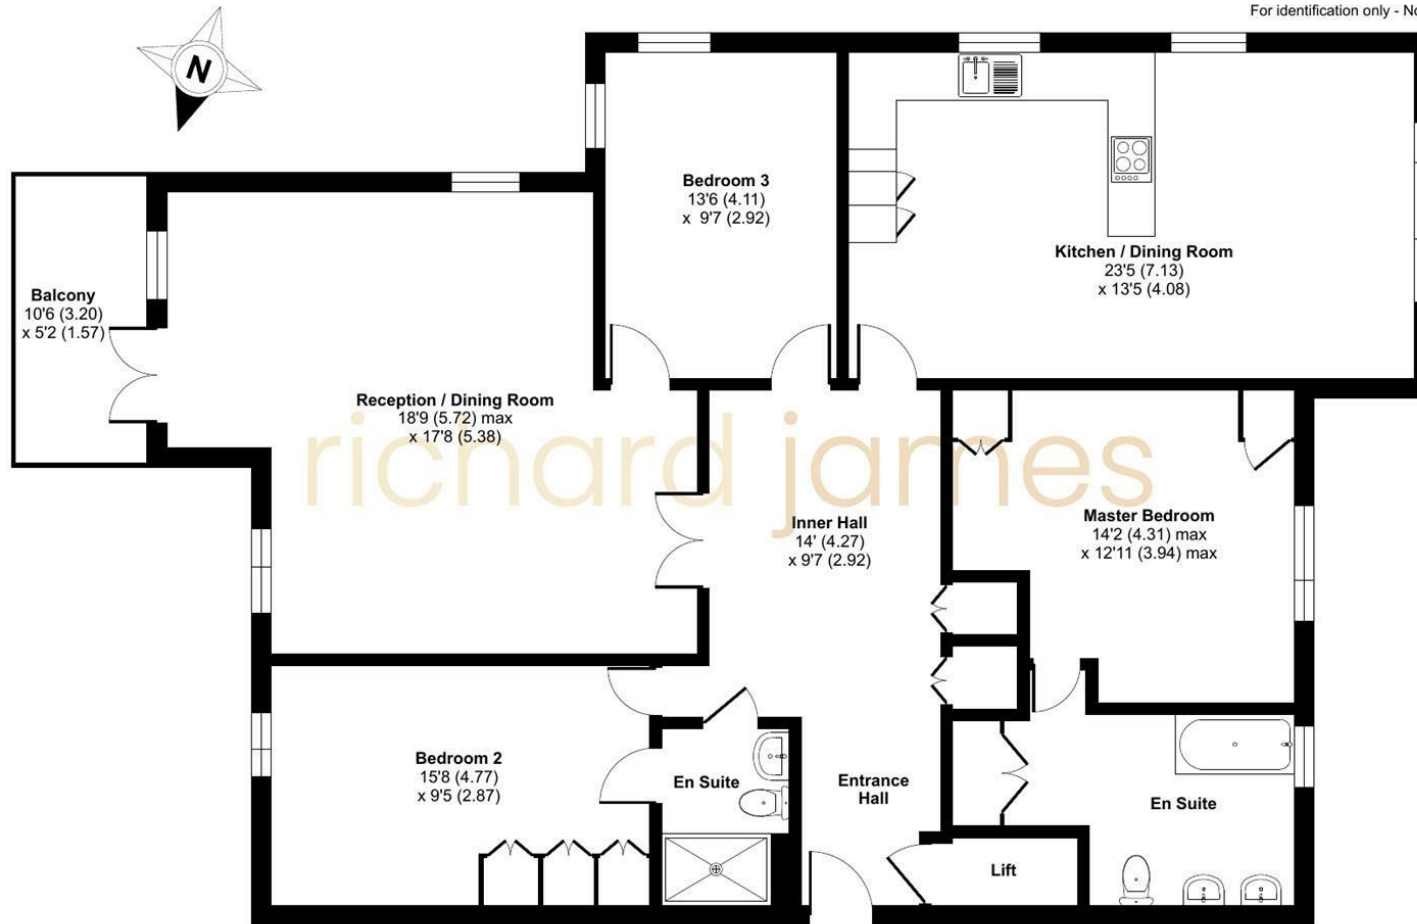 For identification only - No
N
Bedroom 3
13'6 (4.11)
x 9'7 (2.92)
Kitchen / Dining Room
23'5 (7.13)
x 13'5 (4.08)
Balcony
10'6 (3.20)
x 5'2 (1.57)
Reception / Dining Room
18'9 (5.72) max
x 17'8 (5.38)
richard james
Inner Hall
14' (4.27)
x 9'7 (2.92)
Master Bedroom
14'2 (4.31) max
x 12'11 (3.94) max
Bedroom 2
15'8 (4.77)
x 9'5 (2.87)
En Suite
Entrance
Hall
En Suite
Lift